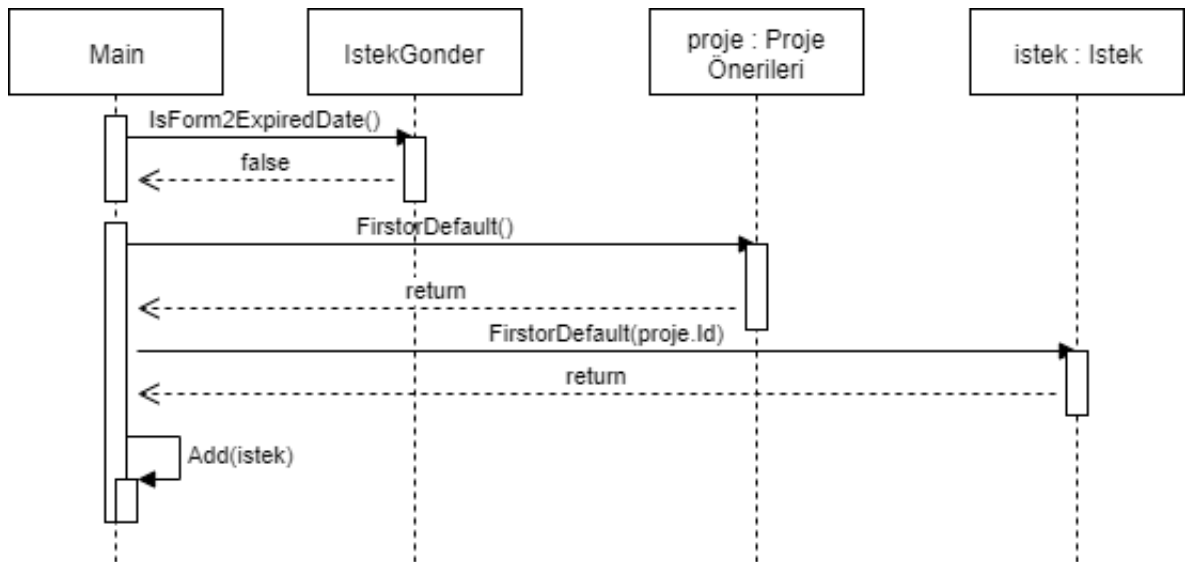 Main
IstekGonder
proje : Proje
Önerileri
istek : Istek
IsForm2ExpiredDate()
false
FirstorDefault()
return
FirstorDefault(proje.Id)
return
Add(istek)